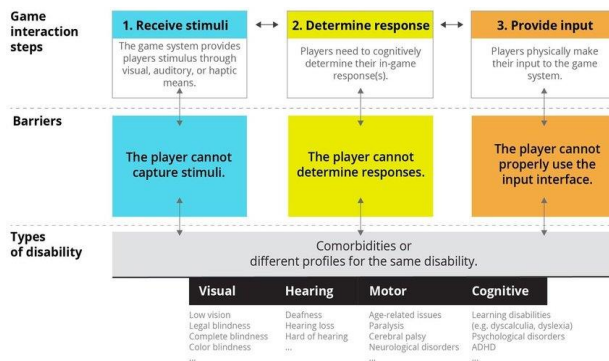 Game
interaction
steps
1. Receive stimuli
The game system provides
players stimulus through
visual, auditory, or haptic
means.
2. Determine response
Players need to cognitively
determine their in-game
response(s).
3. Provide input
Players physically make
their input to the game
system.
Barriers
The player cannot
capture stimuli.
The player cannot
determine responses.
The player cannot
properly use the
input interface.
Types
of disability
Comorbidities or
different profiles for the same disability.
Visual
Low vision
Legal blindness
Complete blindness
Color blindness
...
Hearing
Deafness
Hearing loss
Hard of hearing
...
Motor
Age-related issues
Paralysis
Cerebral palsy
Neurological disorders
...
Cognitive
Learning disabilities
(e.g. dyscalculia, dyslexia)
Psychological disorders
ADHD
...